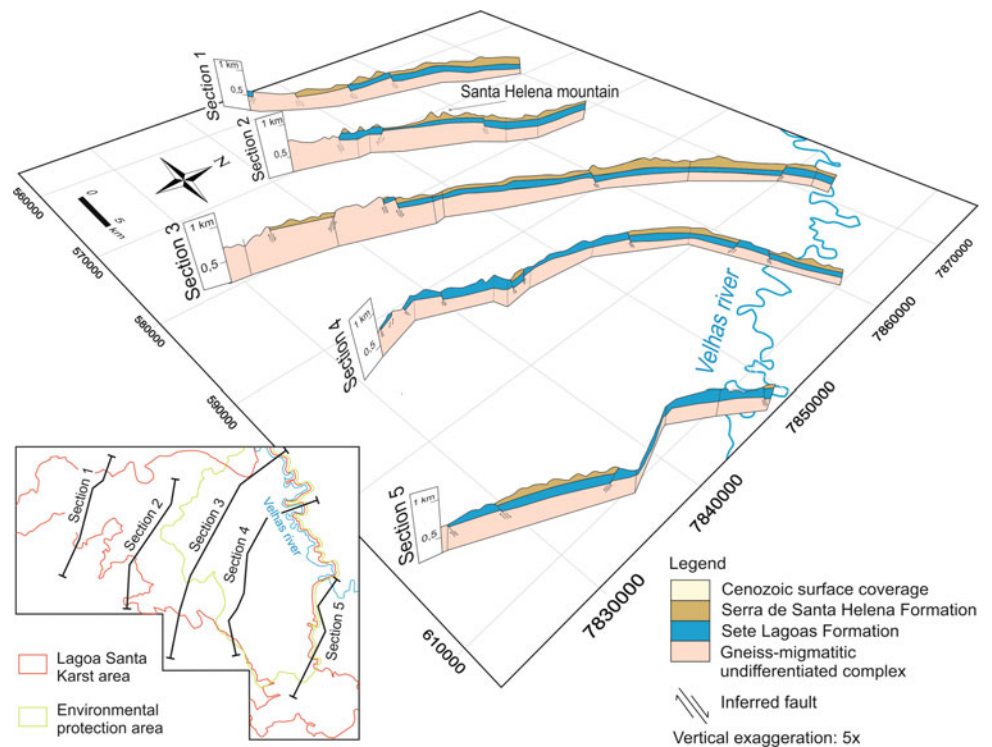 Section 1
1 km
0,5
Santa Helena mountain
Section 2
1 km
0,5
N
0
5
km
Section 3
1 km
0,5
Section 4
1 km
0,5
Section 5
1 km
0,5
Velhas river
560000
570000
580000
590000
610000
7830000
7840000
7850000
7860000
7870000
Section 1
Section 2
Section 3
Section 4
Velhas
river
Section 5
Lagoa Santa
Karst area
Environmental
protection area
Legend
Cenozoic surface coverage
Serra de Santa Helena Formation
Sete Lagoas Formation
Gneiss-migmatitic
undifferentiated complex
Inferred fault
Vertical exaggeration: 5x